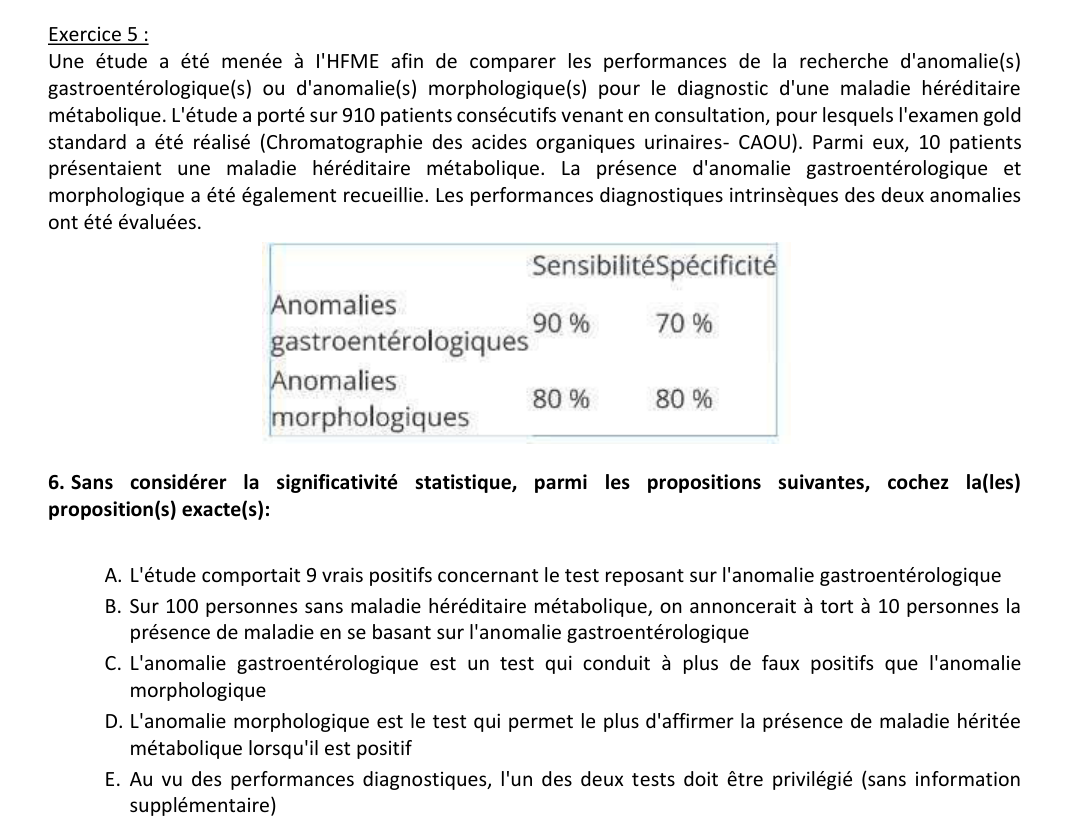 Exercice 5 :
Une étude a été menée à l'HFME afin de comparer les performances de la recherche d'anomalie(s)
gastroentérologique(s) ou d'anomalie(s) morphologique(s) pour le diagnostic d'une maladie héréditaire
métabolique. L'étude a porté sur 910 patients consécutifs venant en consultation, pour lesquels l'examen gold
standard a été réalisé (Chromatographie des acides organiques urinaires- CAOU). Parmi eux, 10 patients
présentaient une maladie héréditaire métabolique. La présence d'anomalie gastroentérologique et
morphologique a été également recueillie. Les performances diagnostiques intrinsèques des deux anomalies
ont été évaluées.
Sensibilité Spécificité
Anomalies
gastroentérologiques 90 % 70 %
Anomalies
morphologiques 80 % 80 %
6. Sans considérer la significativité statistique, parmi les propositions suivantes, cochez la(les)
proposition(s) exacte(s):
A. L'étude comportait 9 vrais positifs concernant le test reposant sur l'anomalie gastroentérologique
B. Sur 100 personnes sans maladie héréditaire métabolique, on annoncerait à tort à 10 personnes la
présence de maladie en se basant sur l'anomalie gastroentérologique
C. L'anomalie gastroentérologique est un test qui conduit à plus de faux positifs que l'anomalie
morphologique
D. L'anomalie morphologique est le test qui permet le plus d'affirmer la présence de maladie héritée
métabolique lorsqu'il est positif
E. Au vu des performances diagnostiques, l'un des deux tests doit être privilégié (sans information
supplémentaire)